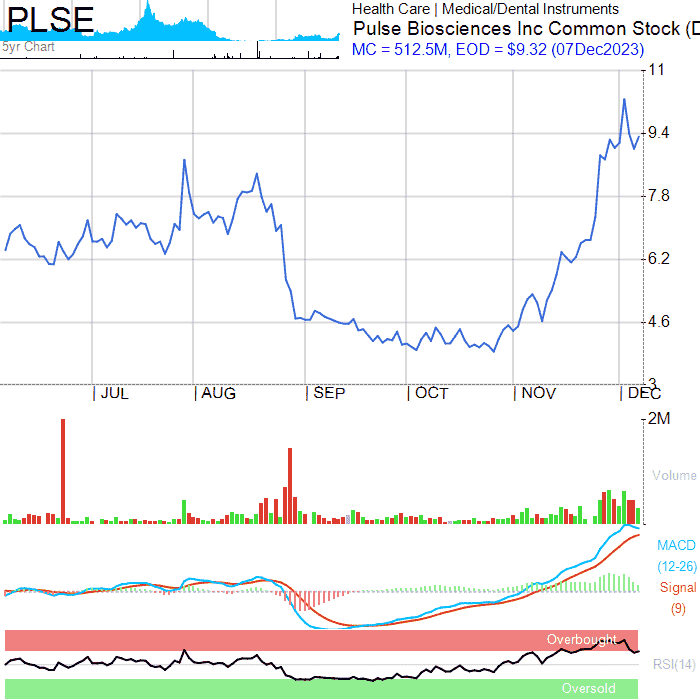 PLSE
5yr Chart
Health Care | Medical/Dental Instruments
Pulse Biosciences Inc Common Stock (D
MC = 512.5M, EOD = $9.32 (07Dec2023)
11
9.4
7.8
6.2
4.6
3
JUL AUG SEP OCT NOV DEC
2M
Volume
MACD
(12-26)
Signal
(9)
Overbought
RSI(14)
Oversold